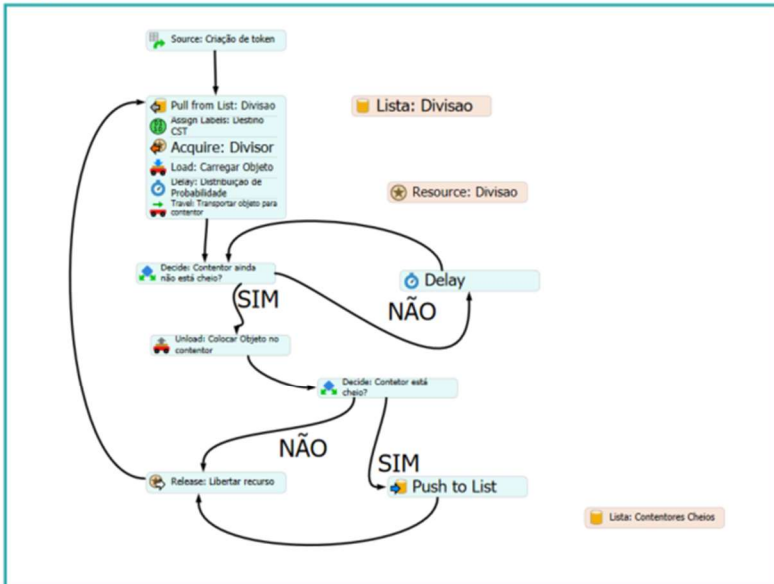 Source: Criação de token
Pull from List: Divisao
Lista: Divisao
Assign Labels: Destino
CST
Acquire: Divisor
Load: Carregar Objeto
Delay: Distribuição de
Probabilidade
Resource: Divisao
Travel: Transportar objeto para
contentor
Decide: Contentor ainda
não está cheio?
Delay
SIM
NÃO
Unload: Colocar Objeto no
contentor
Decide: Contetor está
cheio?
NÃO
SIM
Release: Libertar recurso
Push to List
Lista: Contentores Cheios